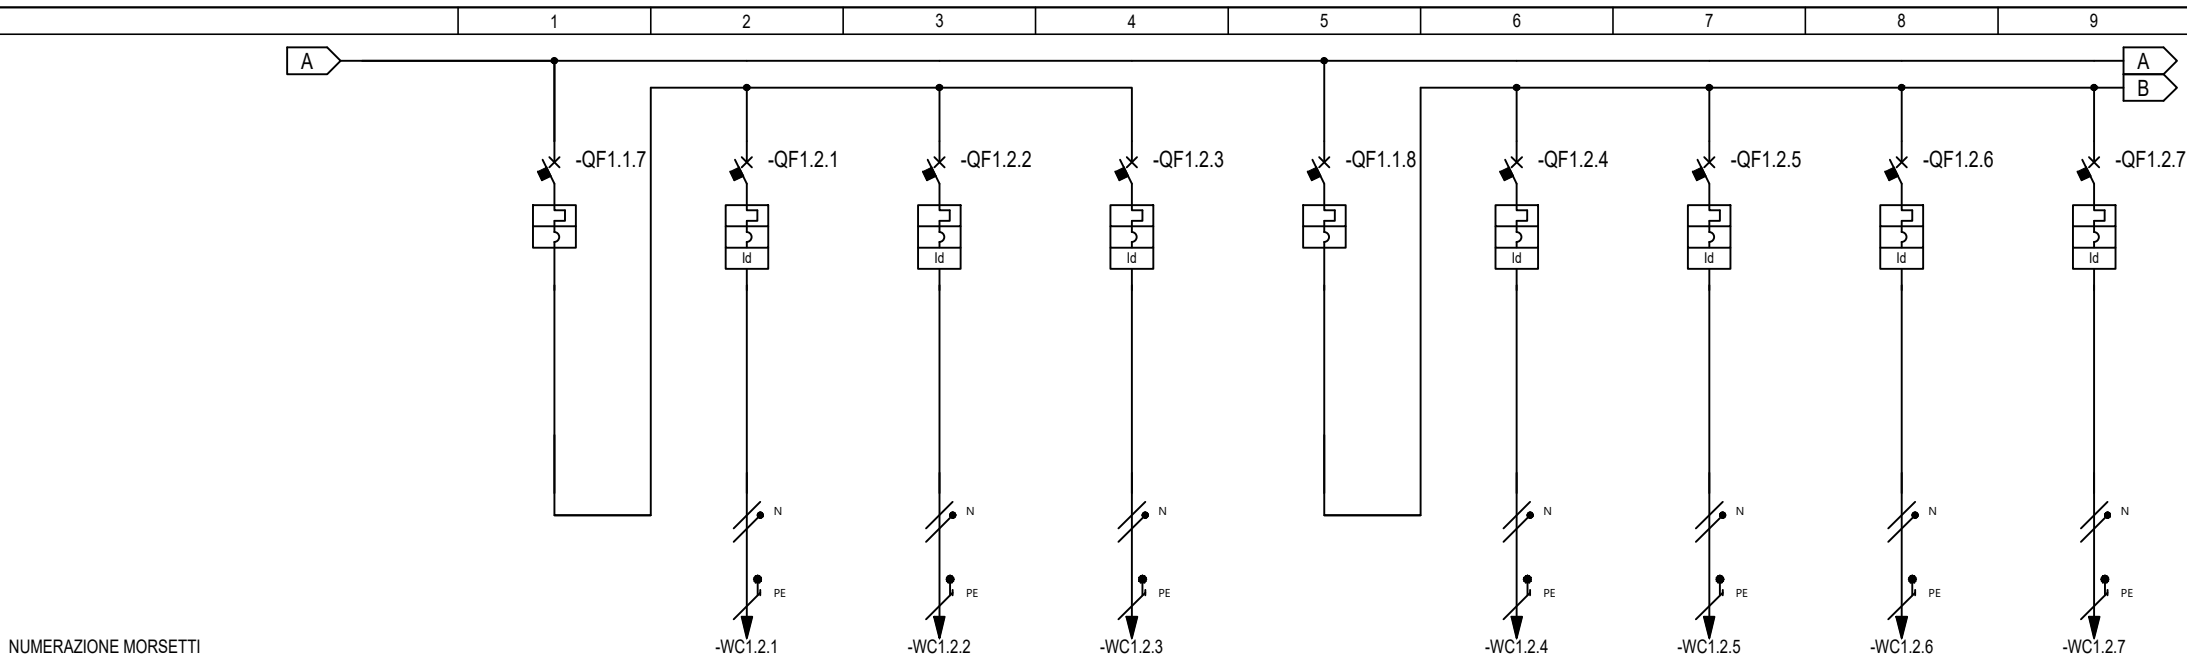 1 2 3 4 5 6 7 8 9
A A
B
-QF1.1.7 -QF1.2.1 -QF1.2.2 -QF1.2.3 -QF1.1.8 -QF1.2.4 -QF1.2.5 -QF1.2.6 -QF1.2.7
Id Id Id Id Id Id Id
N N N N N N N
PE PE PE PE PE PE PE
NUMERAZIONE MORSETTI -WC1.2.1 -WC1.2.2 -WC1.2.3 -WC1.2.4 -WC1.2.5 -WC1.2.6 -WC1.2.7